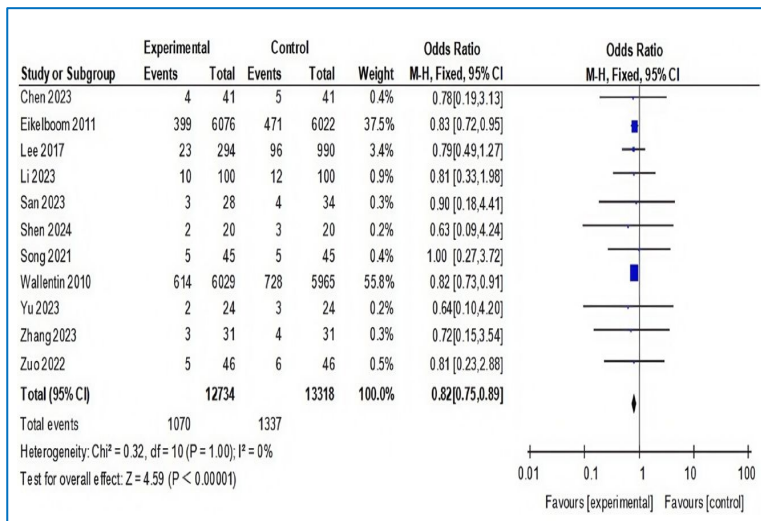 Experimental Control Odds Ratio Odds Ratio
Study or Subgroup Events Total Events Total Weight M-H, Fixed, 95% CI M-H, Fixed, 95% CI
Chen 2023 4 41 5 41 0.4% 0.78[0.19,3.13]
Eikelboom 2011 399 6076 471 6022 37.5% 0.83 [0.72,0.95]
Lee 2017 23 294 96 990 3.4% 0.79[0.49,1.27]
Li 2023 10 100 12 100 0.9% 0.81 [0.33,1.98]
San 2023 3 28 4 34 0.3% 0.90 [0.18,4.41]
Shen 2024 2 20 3 20 0.2% 0.63 [0.09,4.24]
Song 2021 5 45 5 45 0.4% 1.00 [0.27,3.72]
Wallentin 2010 614 6029 728 5965 55.8% 0.82 [0.73,0.91]
Yu 2023 2 24 3 24 0.2% 0.64[0.10,4.20]
Zhang 2023 3 31 4 31 0.3% 0.72[0.15,3.54]
Zuo 2022 5 46 6 46 0.5% 0.81 [0.23,2.88]
Total (95% CI) 12734 13318 100.0% 0.82[0.75,0.89]
Total events 1070 1337
Heterogeneity: Chi² = 0.32, df = 10 (P = 1.00); I² = 0%
Test for overall effect: Z = 4.59 (P < 0.00001)
0.01 0.1 1 10 100
Favours [experimental] Favours [control]